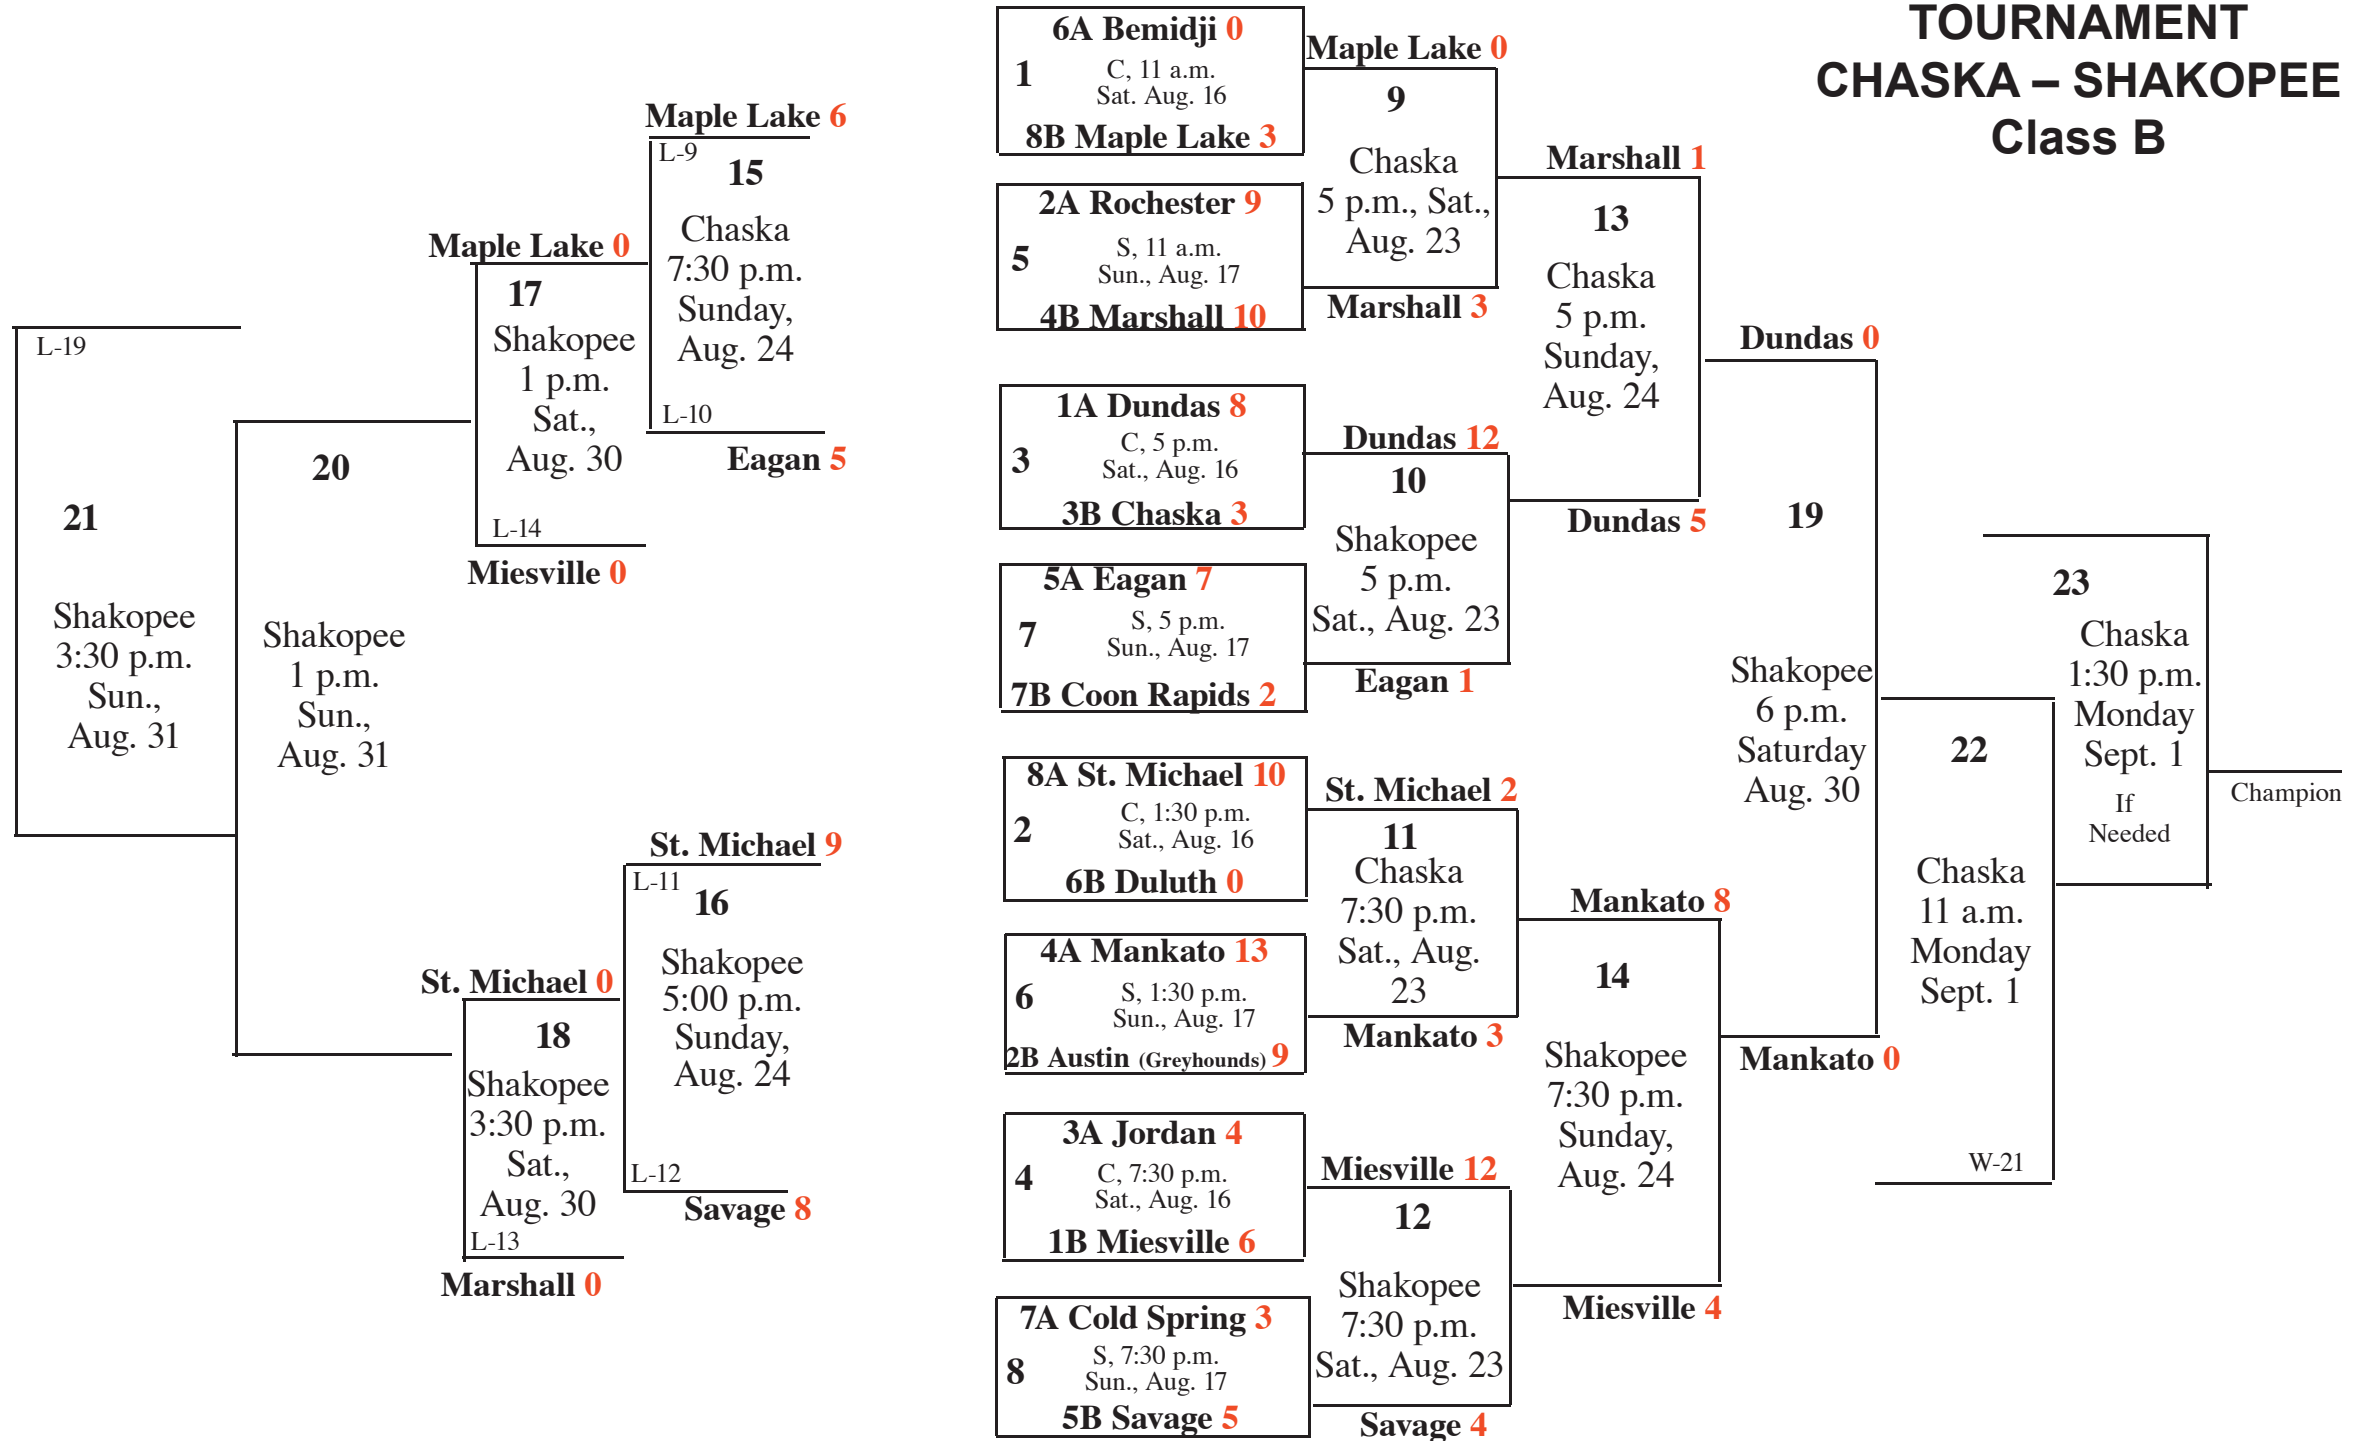 TOURNAMENT
CHASKA – SHAKOPEE
Class B
Maple Lake 6
L-9
15
Chaska
7:30 p.m.
Sunday,
Aug. 24
L-10
Eagan 5
Maple Lake 0
17
Shakopee
1 p.m.
Sat.,
Aug. 30
L-14
Miesville 0
L-19
21
Shakopee
3:30 p.m.
Sun.,
Aug. 31
20
Shakopee
1 p.m.
Sun.,
Aug. 31
St. Michael 9
L-11
16
Shakopee
5:00 p.m.
Sunday,
Aug. 24
L-12
Savage 8
St. Michael 0
18
Shakopee
3:30 p.m.
Sat.,
Aug. 30
L-13
Marshall 0
6A Bemidji 0
1
C, 11 a.m.
Sat. Aug. 16
8B Maple Lake 3
2A Rochester 9
5
S, 11 a.m.
Sun., Aug. 17
4B Marshall 10
1A Dundas 8
3
C, 5 p.m.
Sat., Aug. 16
3B Chaska 3
5A Eagan 7
7
S, 5 p.m.
Sun., Aug. 17
7B Coon Rapids 2
8A St. Michael 10
2
C, 1:30 p.m.
Sat., Aug. 16
6B Duluth 0
4A Mankato 13
6
S, 1:30 p.m.
Sun., Aug. 17
2B Austin (Greyhounds) 9
3A Jordan 4
4
C, 7:30 p.m.
Sat., Aug. 16
1B Miesville 6
7A Cold Spring 3
8
S, 7:30 p.m.
Sun., Aug. 17
5B Savage 5
Maple Lake 0
9
Chaska
5 p.m., Sat.,
Aug. 23
Marshall 3
Dundas 12
10
Shakopee
5 p.m.
Sat., Aug. 23
Eagan 1
St. Michael 2
11
Chaska
7:30 p.m.
Sat., Aug.
23
Mankato 3
Miesville 12
12
Shakopee
7:30 p.m.
Sat., Aug. 23
Savage 4
Marshall 1
13
Chaska
5 p.m.
Sunday,
Aug. 24
Dundas 5
Mankato 8
14
Shakopee
7:30 p.m.
Sunday,
Aug. 24
Miesville 4
Dundas 0
19
Shakopee
6 p.m.
Saturday
Aug. 30
Mankato 0
22
Chaska
11 a.m.
Monday
Sept. 1
W-21
23
Chaska
1:30 p.m.
Monday
Sept. 1
If
Needed
Champion